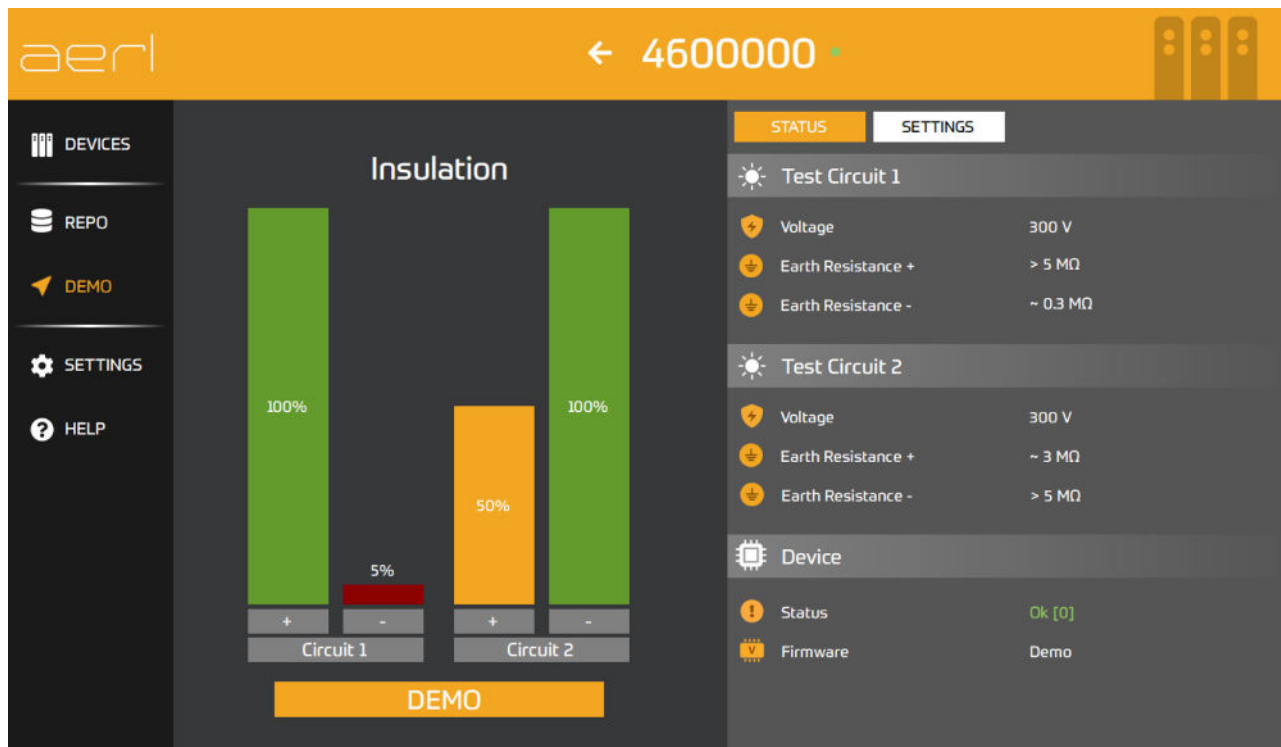 aerl
← 4600000
DEVICES
REPO
DEMO
SETTINGS
HELP
Insulation
100%
5%
50%
100%
+ - + -
Circuit 1 Circuit 2
DEMO
STATUS SETTINGS
Test Circuit 1
Voltage 300 V
Earth Resistance + > 5 MΩ
Earth Resistance - ~ 0.3 MΩ
Test Circuit 2
Voltage 300 V
Earth Resistance + ~ 3 MΩ
Earth Resistance - > 5 MΩ
Device
Status Ok [0]
Firmware Demo